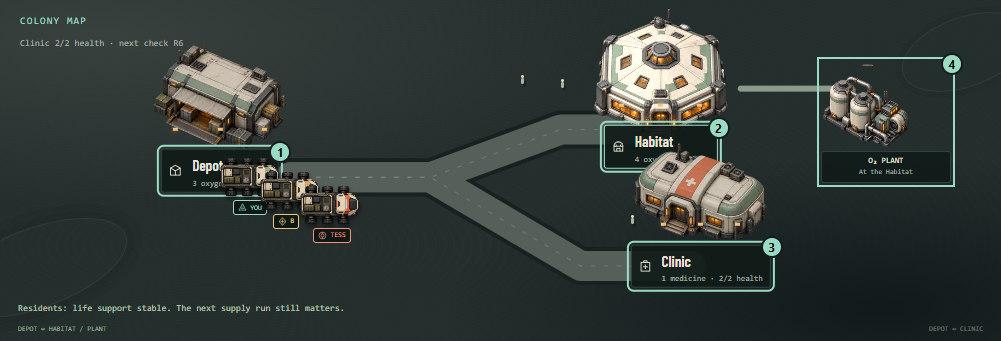 COLONY MAP
Clinic 2/2 health · next check R6
4
O₂ PLANT
At the Habitat
2
Habitat
4
1
Depot
3
YOU
B
TESS
3
Clinic
1 medicine · 2/2 health
Residents: life support stable. The next supply run still matters.
DEPOT ↔ HABITAT / PLANT
DEPOT ↔ CLINIC